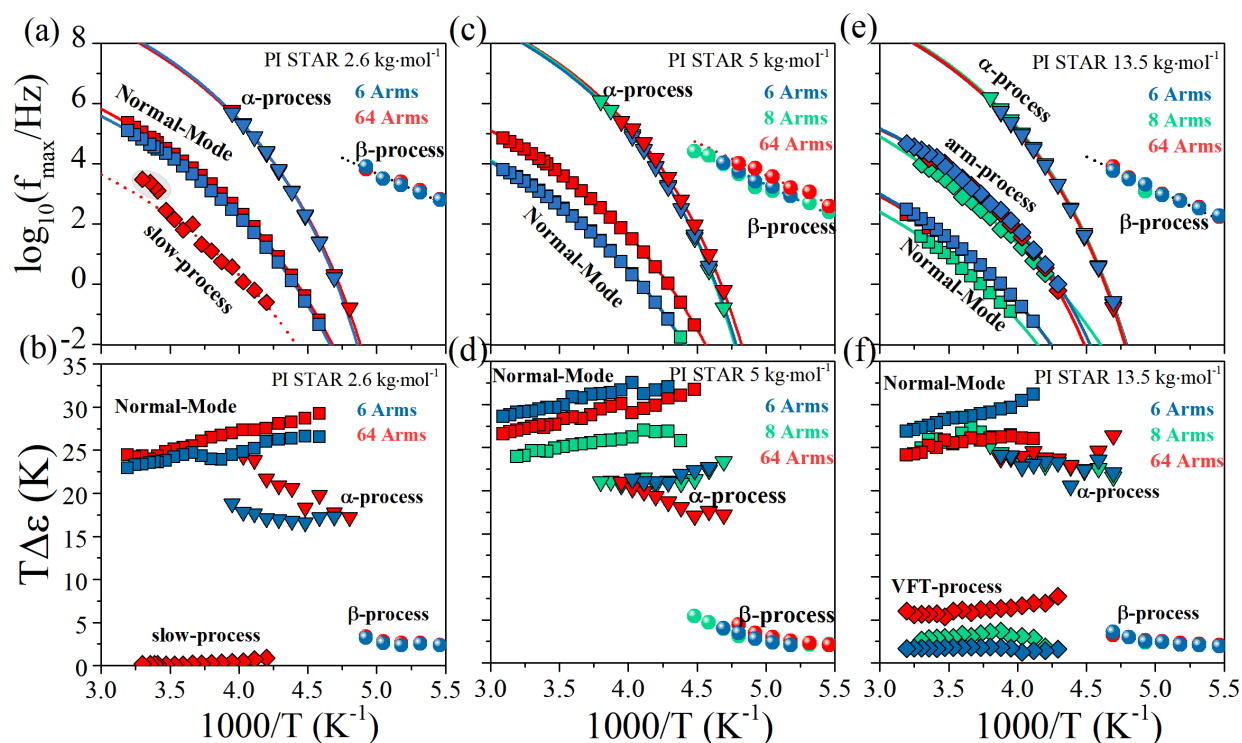 (a)
PI STAR 2.6 kg·mol-1
6 Arms
64 Arms
α-process
Normal-Mode
β-process
slow-process
8
6
4
2
0
-2
log10(fmax/Hz)
(c)
PI STAR 5 kg·mol-1
6 Arms
8 Arms
64 Arms
α-process
β-process
Normal-Mode
(e)
PI STAR 13.5 kg·mol-1
6 Arms
8 Arms
64 Arms
α-process
arm-process
β-process
Normal-Mode
(b)
PI STAR 2.6 kg·mol-1
Normal-Mode
6 Arms
64 Arms
α-process
β-process
slow-process
35
30
25
20
15
10
5
0
TΔε (K)
3.0 3.5 4.0 4.5 5.0 5.5
1000/T (K-1)
(d)
Normal-Mode
PI STAR 5 kg·mol-1
6 Arms
8 Arms
64 Arms
α-process
β-process
3.0 3.5 4.0 4.5 5.0 5.5
1000/T (K-1)
(f)
PI STAR 13.5 kg·mol-1
Normal-Mode
6 Arms
8 Arms
64 Arms
α-process
VFT-process
β-process
3.0 3.5 4.0 4.5 5.0 5.5
1000/T (K-1)